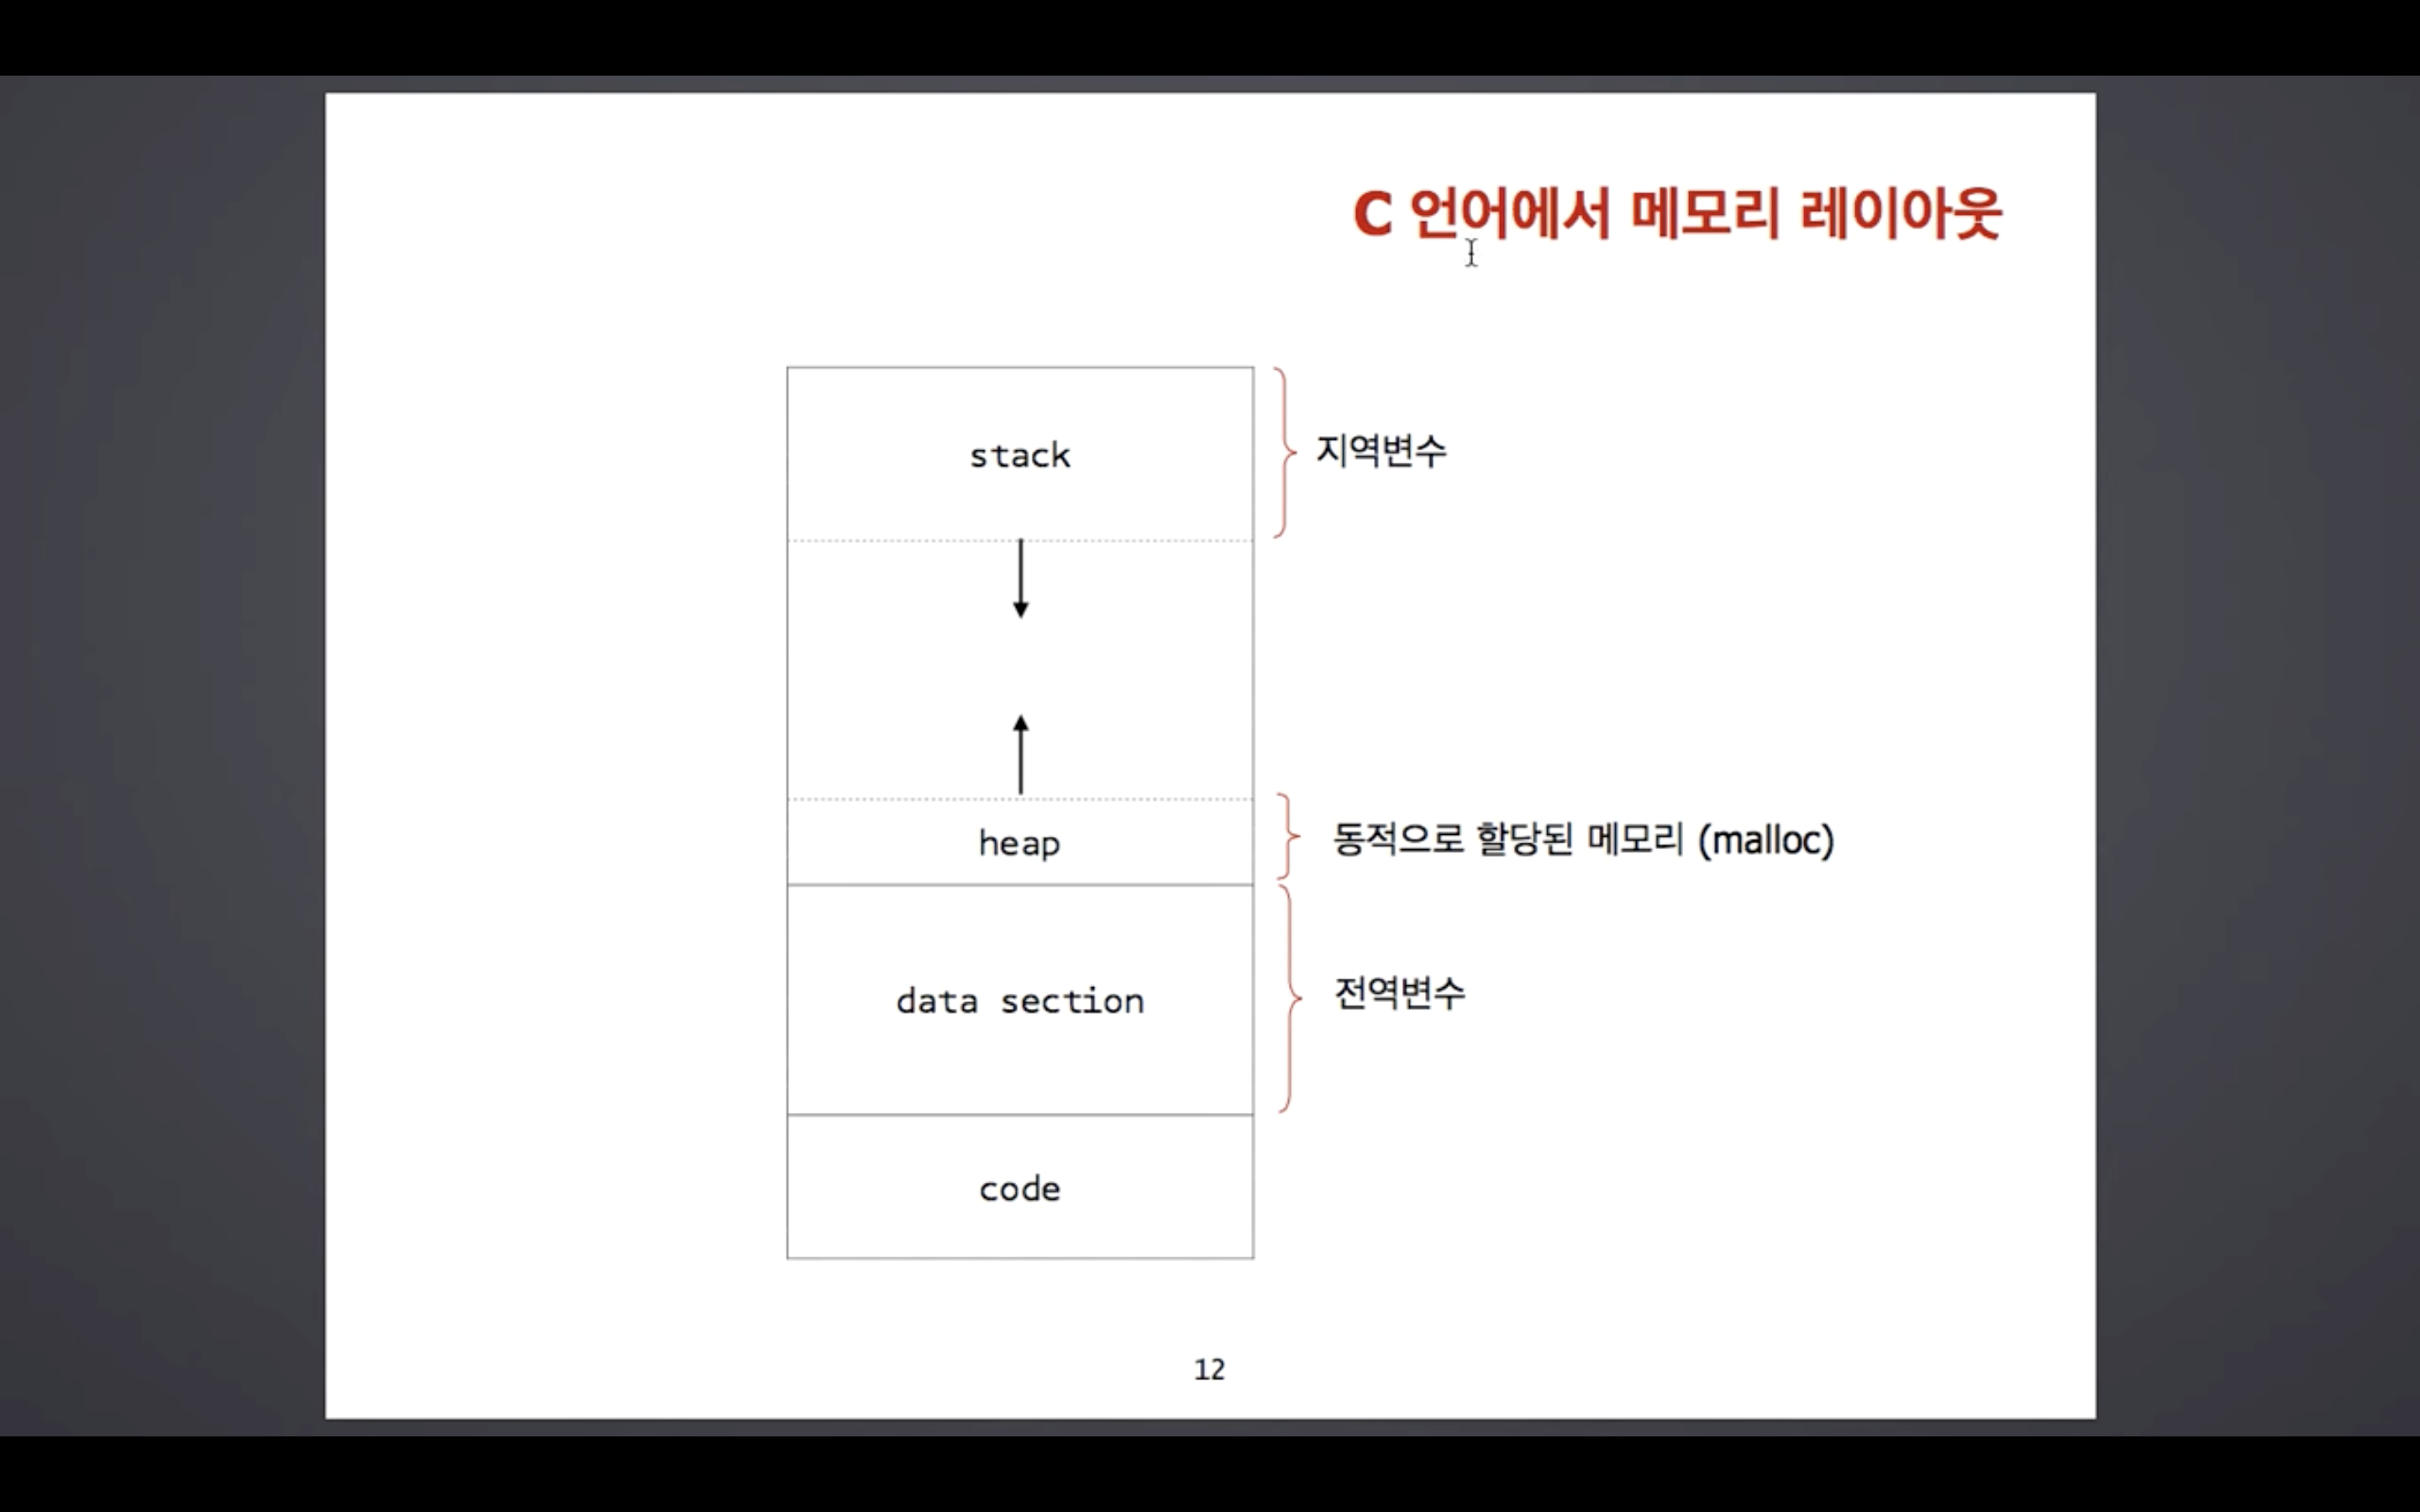 C 언어에서 메모리 레이아웃
stack
지역변수
heap
동적으로 할당된 메모리 (malloc)
data section
전역변수
code
12